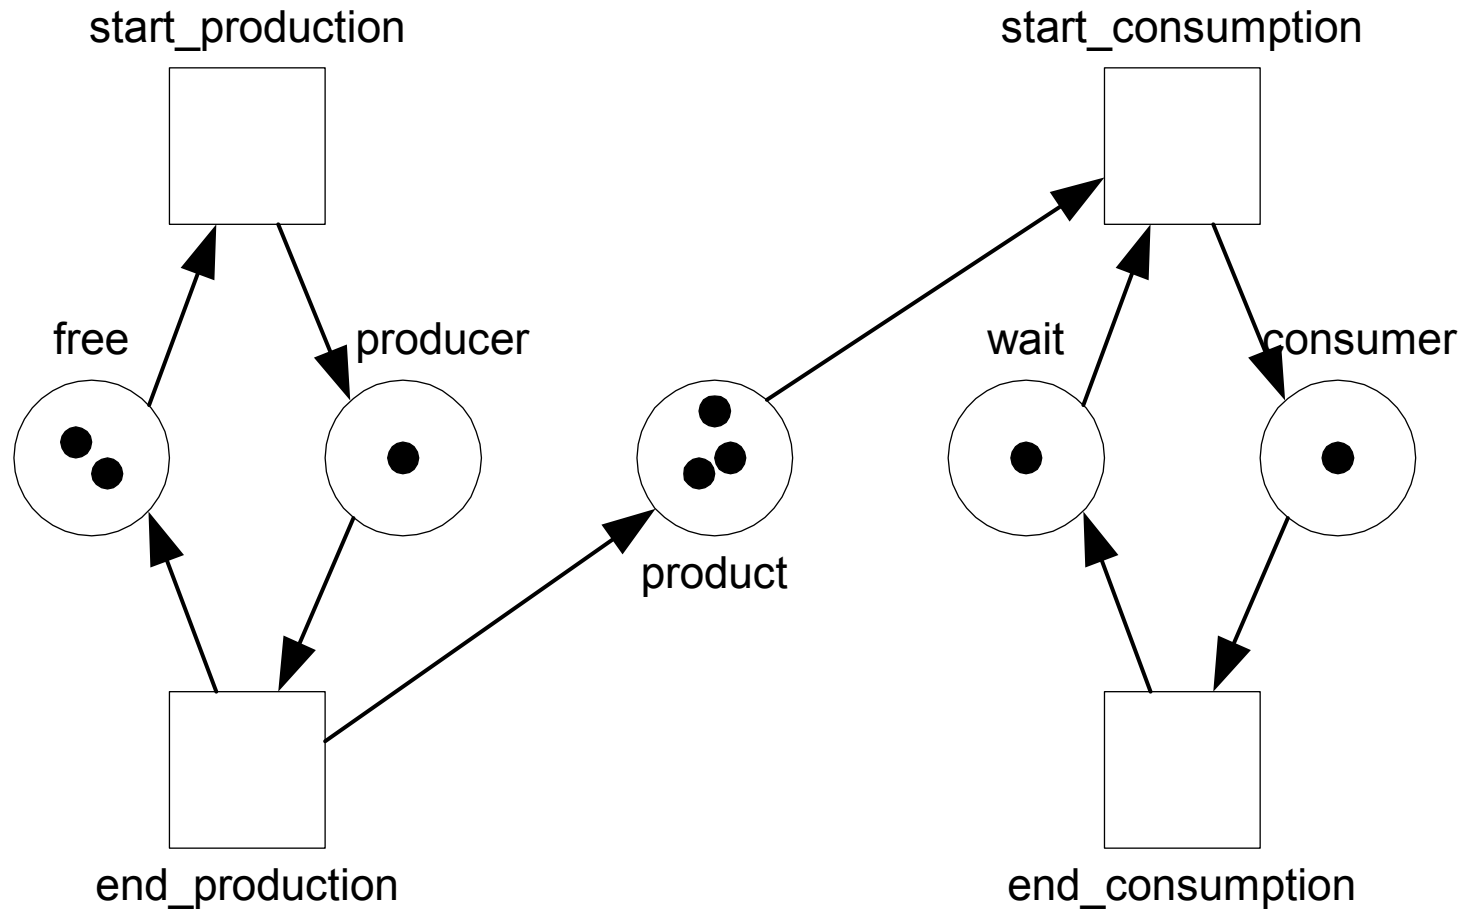 start_production
start_consumption
free
producer
wait
consumer
product
end_production
end_consumption